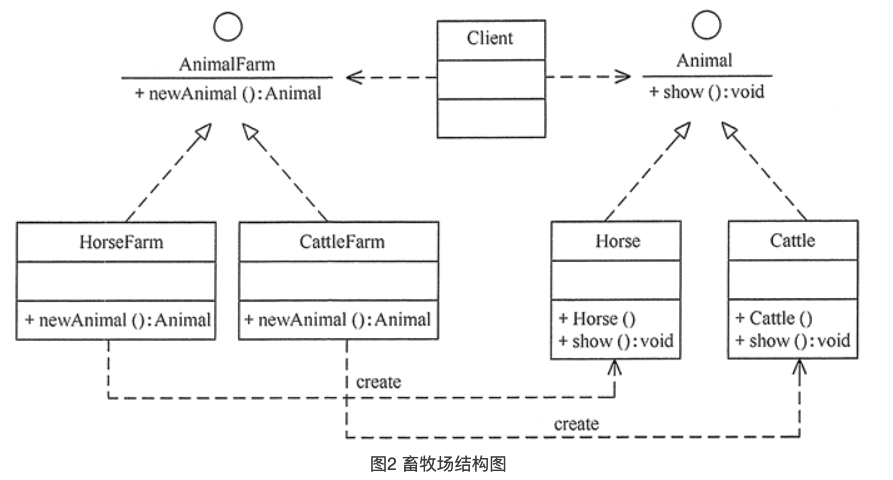 AnimalFarm
+ newAnimal ():Animal
Client
Animal
+ show ():void
HorseFarm
+ newAnimal ():Animal
CattleFarm
+ newAnimal ():Animal
Horse
+ Horse ()
+ show ():void
Cattle
+ Cattle ()
+ show ():void
create
create
图2 畜牧场结构图